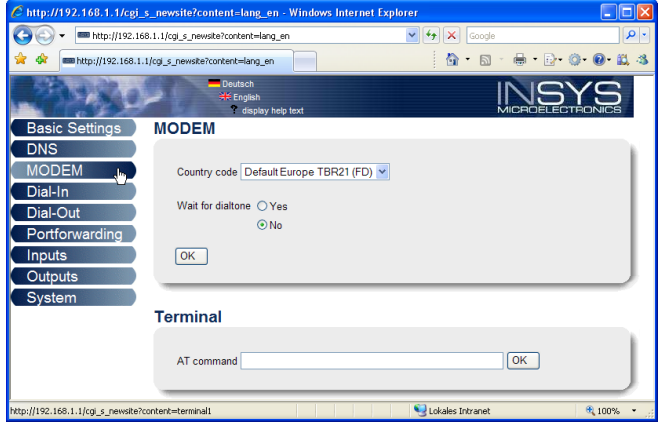 http://192.168.1.1/cgi_s_newsite?content=lang_en - Windows Internet Explorer
http://192.168.1.1/cgi_s_newsite?content=lang_en
Google
http://192.168.1.1/cgi_s_newsite?content=lang_en
Deutsch
English
? display help text
INSYS
MICROELECTRONICS
Basic Settings
DNS
MODEM
Dial-In
Dial-Out
Portforwarding
Inputs
Outputs
System
MODEM
Country code Default Europe TBR21 (FD)
Wait for dialtone Yes
No
OK
Terminal
AT command OK
http://192.168.1.1/cgi_s_newsite?content=terminal1
Lokales Intranet
100%